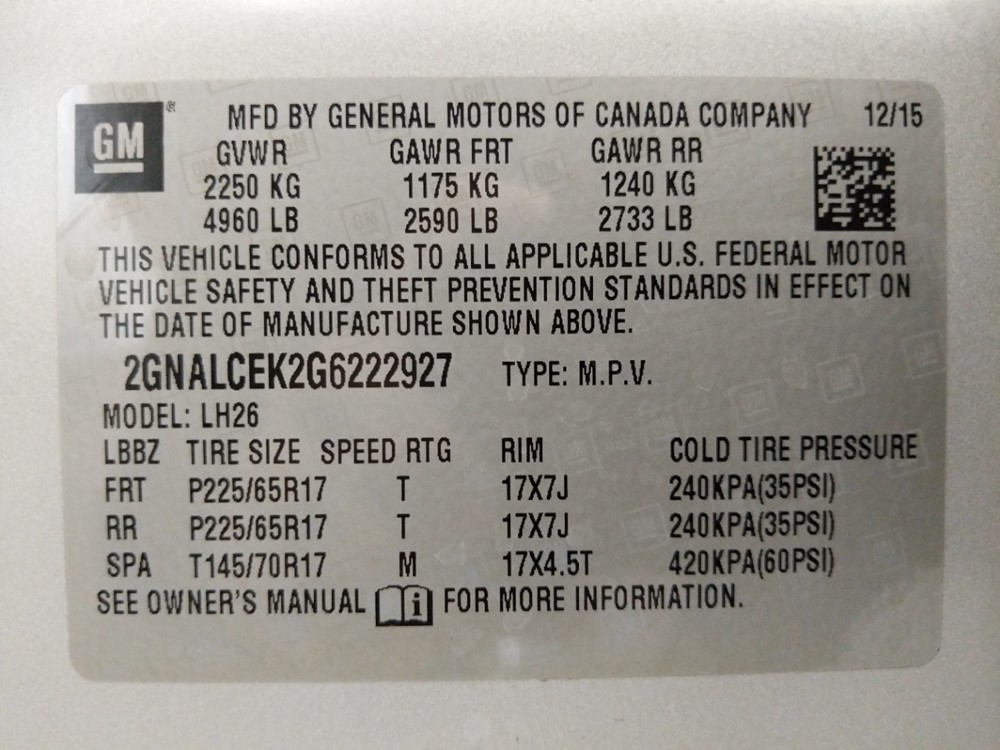 GM ® MFD BY GENERAL MOTORS OF CANADA COMPANY 12/15
GVWR GAWR FRT GAWR RR
2250 KG 1175 KG 1240 KG
4960 LB 2590 LB 2733 LB
THIS VEHICLE CONFORMS TO ALL APPLICABLE U.S. FEDERAL MOTOR
VEHICLE SAFETY AND THEFT PREVENTION STANDARDS IN EFFECT ON
THE DATE OF MANUFACTURE SHOWN ABOVE.
2GNALCEK2G6222927 TYPE: M.P.V.
MODEL: LH26
LBBZ TIRE SIZE SPEED RTG RIM COLD TIRE PRESSURE
FRT P225/65R17 T 17X7J 240KPA(35PSI)
RR P225/65R17 T 17X7J 240KPA(35PSI)
SPA T145/70R17 M 17X4.5T 420KPA(60PSI)
SEE OWNER'S MANUAL i FOR MORE INFORMATION.